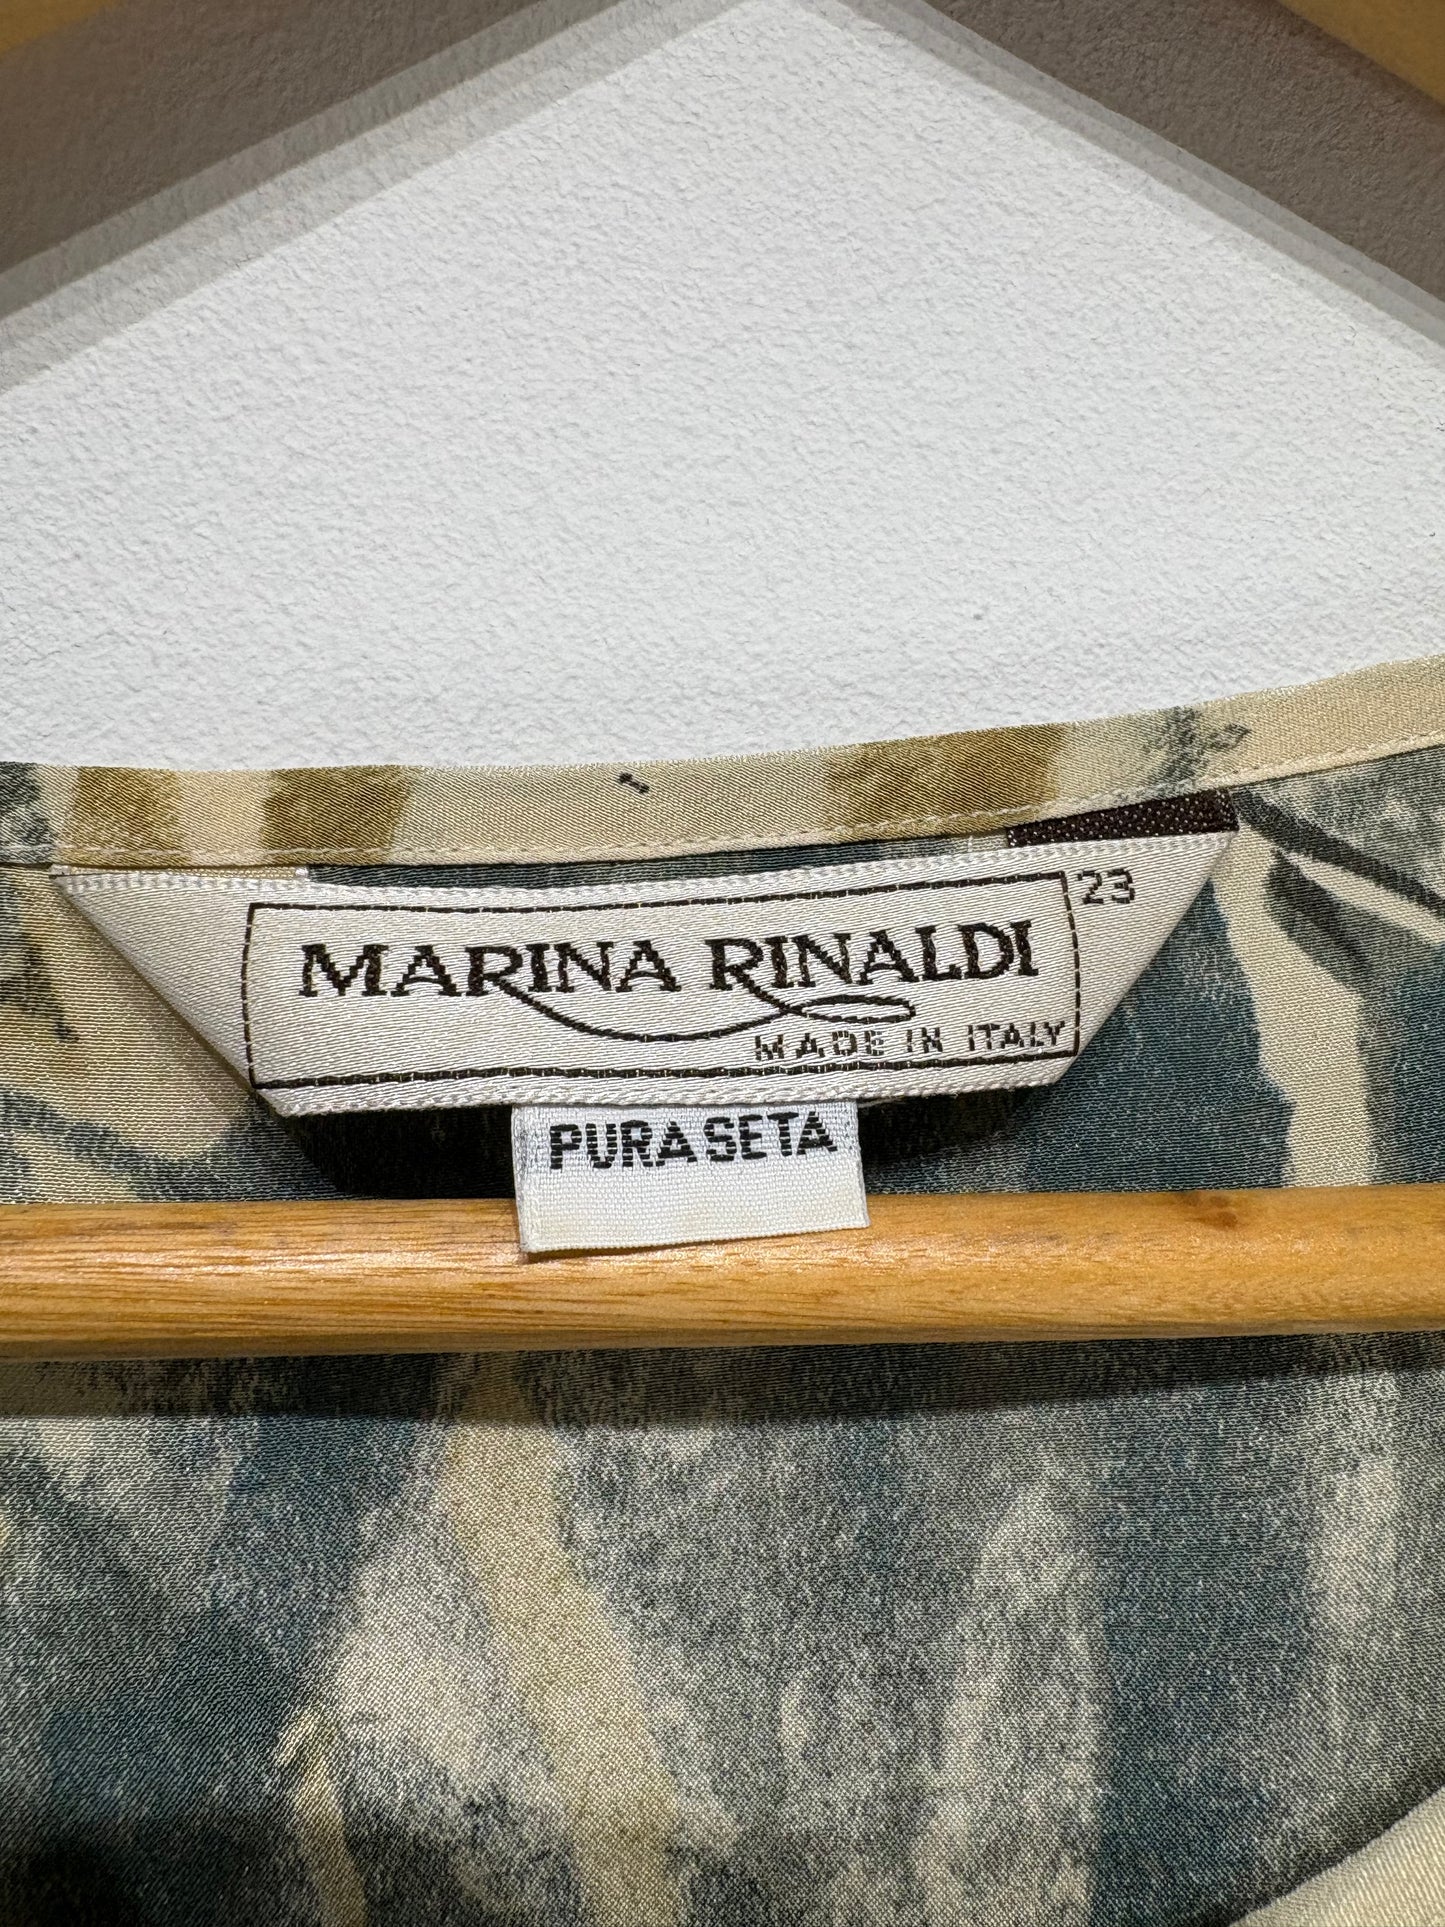 23
MARINA RINALDI
MADE IN ITALY
PURA SETA